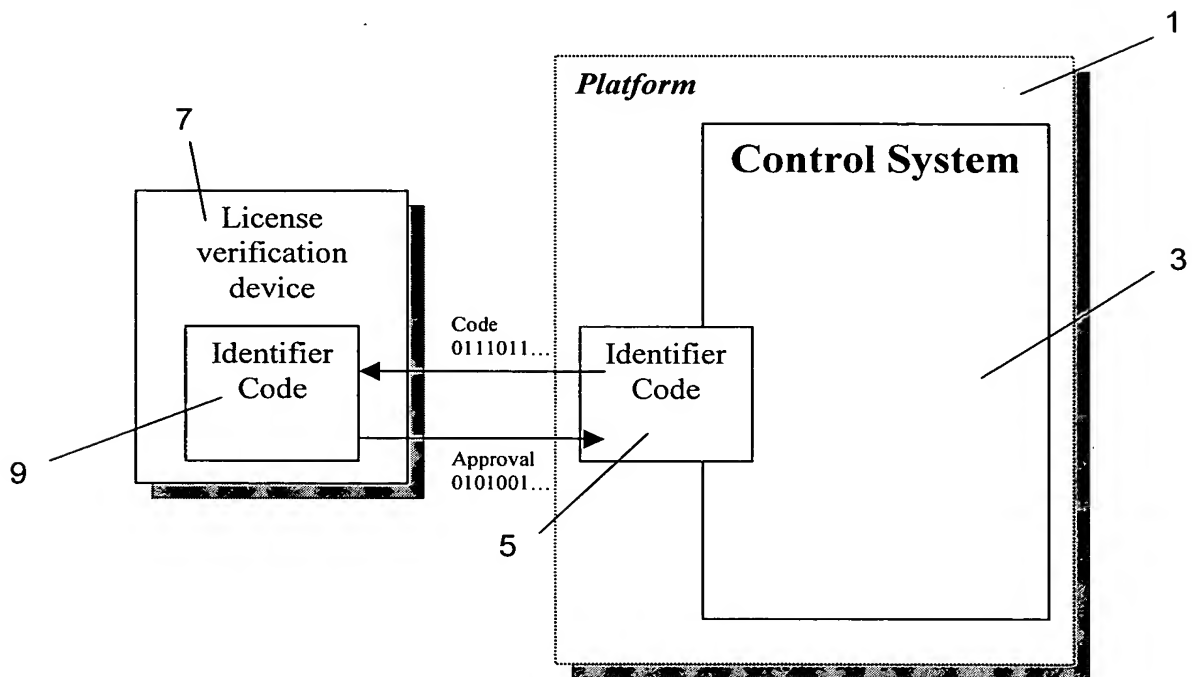 1
Platform
7
Control System
License
verification
device
3
Code
0111011...
Identifier
Code
Identifier
Code
9
Approval
0101001...
5